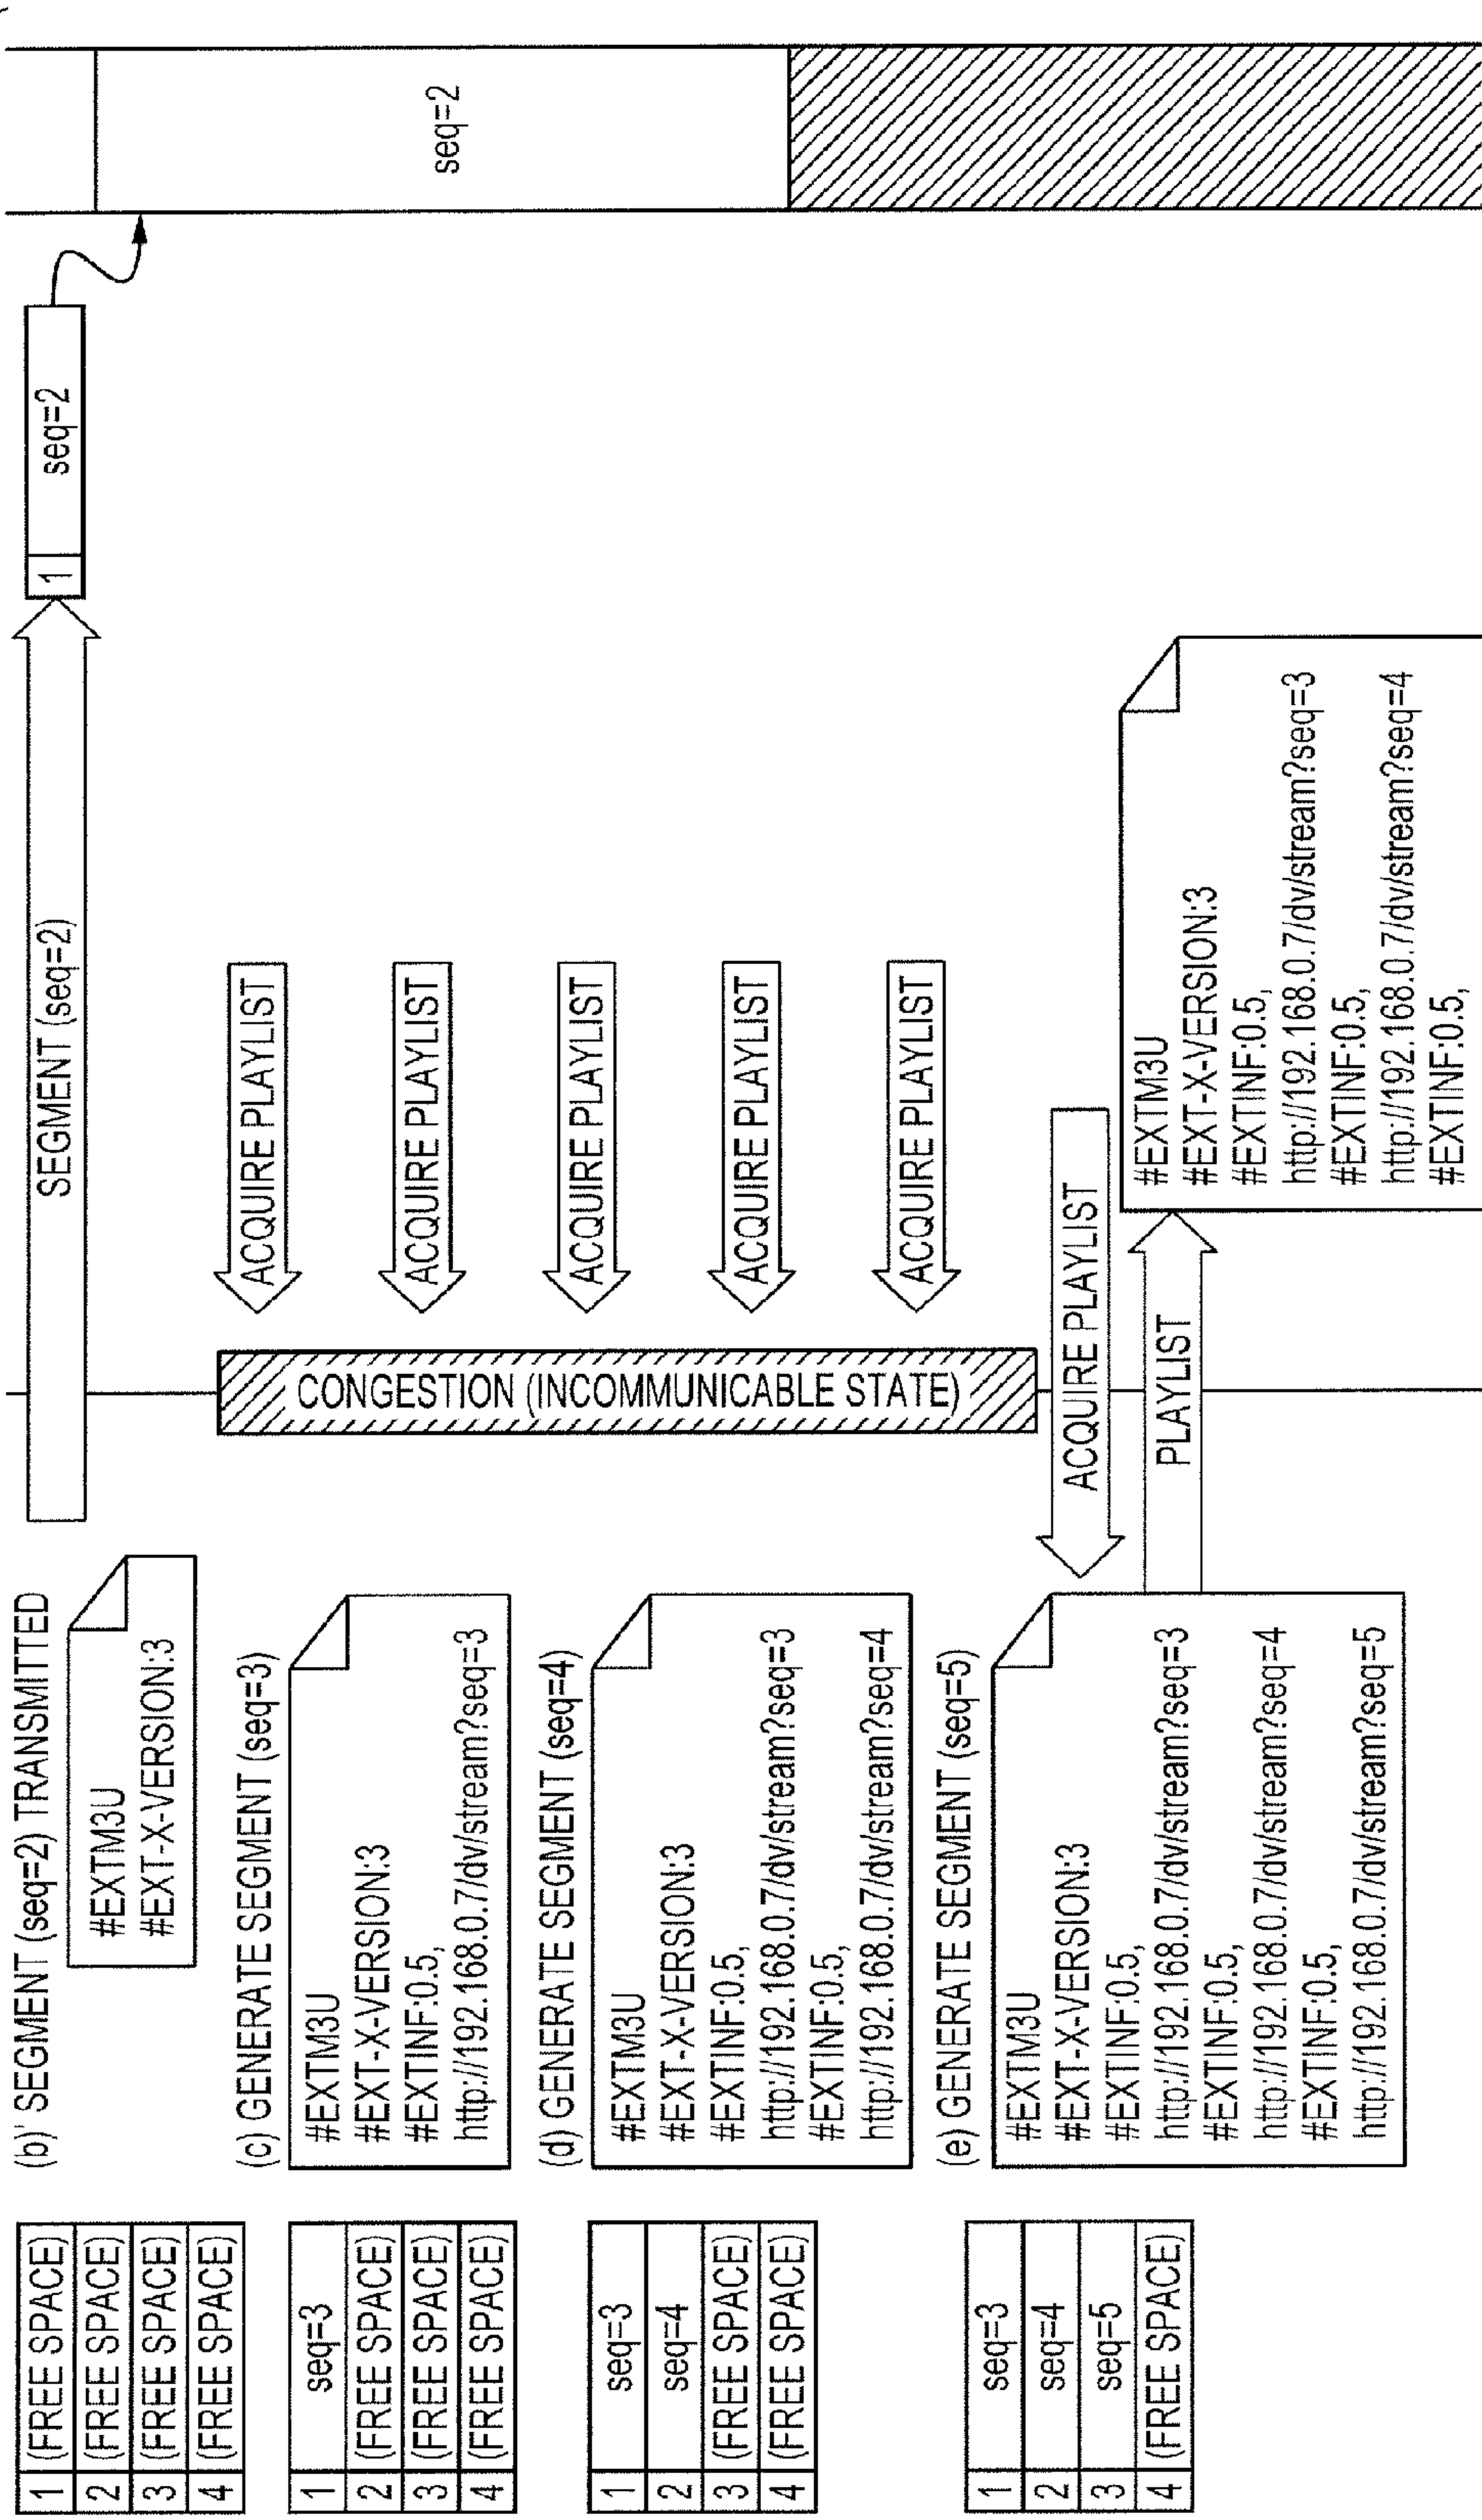 1 (FREE SPACE)
2 (FREE SPACE)
3 (FREE SPACE)
4 (FREE SPACE)
(b)' SEGMENT (seq=2) TRANSMITTED
#EXTM3U
#EXT-X-VERSION:3
SEGMENT (seq=2)
1 seq=2
seq=2
1 seq=3
2 (FREE SPACE)
3 (FREE SPACE)
4 (FREE SPACE)
(c) GENERATE SEGMENT (seq=3)
#EXTM3U
#EXT-X-VERSION:3
#EXTINF:0.5,
http://192.168.0.7/dv/stream?seq=3
1 seq=3
2 seq=4
3 (FREE SPACE)
4 (FREE SPACE)
(d) GENERATE SEGMENT (seq=4)
#EXTM3U
#EXT-X-VERSION:3
#EXTINF:0.5,
http://192.168.0.7/dv/stream?seq=3
#EXTINF:0.5,
http://192.168.0.7/dv/stream?seq=4
CONGESTION (INCOMMUNICABLE STATE)
ACQUIRE PLAYLIST
ACQUIRE PLAYLIST
ACQUIRE PLAYLIST
ACQUIRE PLAYLIST
ACQUIRE PLAYLIST
1 seq=3
2 seq=4
3 seq=5
4 (FREE SPACE)
(e) GENERATE SEGMENT (seq=5)
#EXTM3U
#EXT-X-VERSION:3
#EXTINF:0.5,
http://192.168.0.7/dv/stream?seq=3
#EXTINF:0.5,
http://192.168.0.7/dv/stream?seq=4
#EXTINF:0.5,
http://192.168.0.7/dv/stream?seq=5
ACQUIRE PLAYLIST
PLAYLIST
#EXTM3U
#EXT-X-VERSION:3
#EXTINF:0.5,
http://192.168.0.7/dv/stream?seq=3
#EXTINF:0.5,
http://192.168.0.7/dv/stream?seq=4
#EXTINF:0.5,